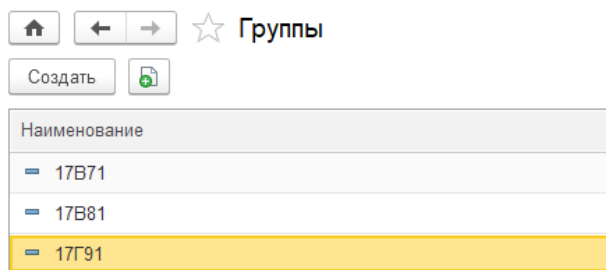 Группы
Создать
Наименование
17В71
17В81
17Г91